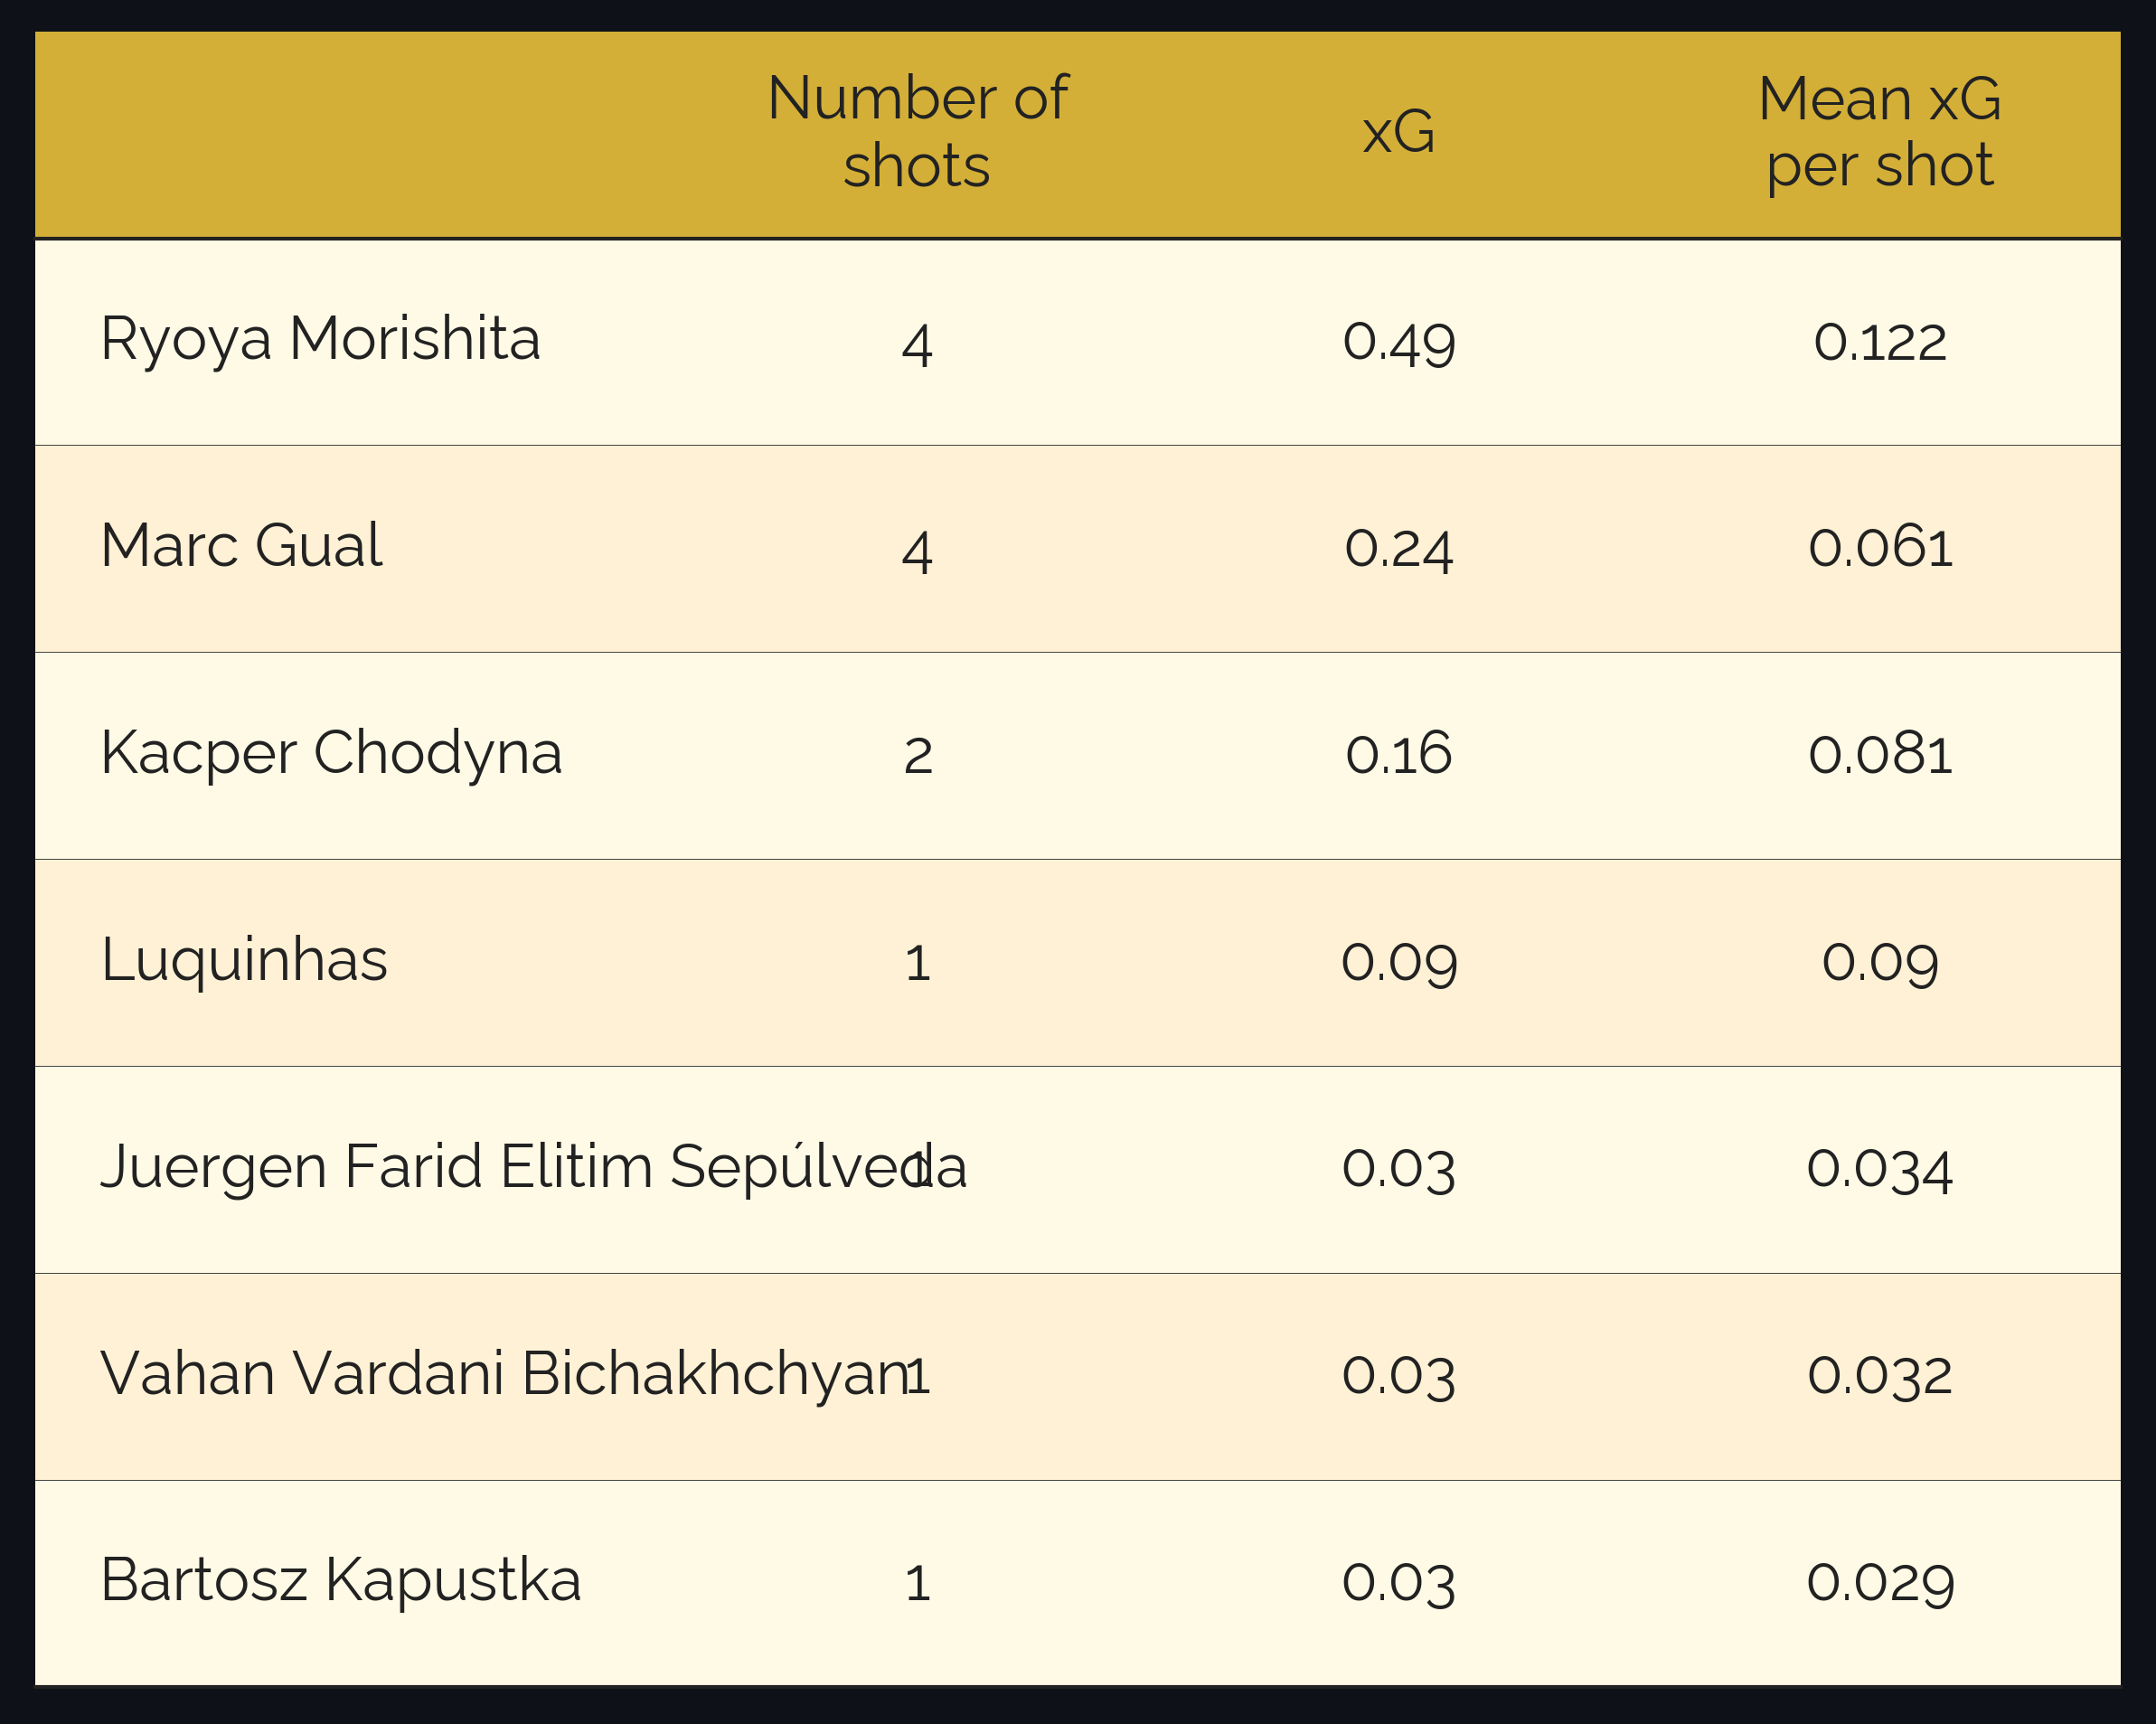 Number of shots xG Mean xG per shot
Ryoya Morishita 4 0.49 0.122
Marc Gual 4 0.24 0.061
Kacper Chodyna 2 0.16 0.081
Luquinhas 1 0.09 0.09
Juergen Farid Elitim Sepúlveda 1 0.03 0.034
Vahan Vardani Bichakhchyan 1 0.03 0.032
Bartosz Kapustka 1 0.03 0.029